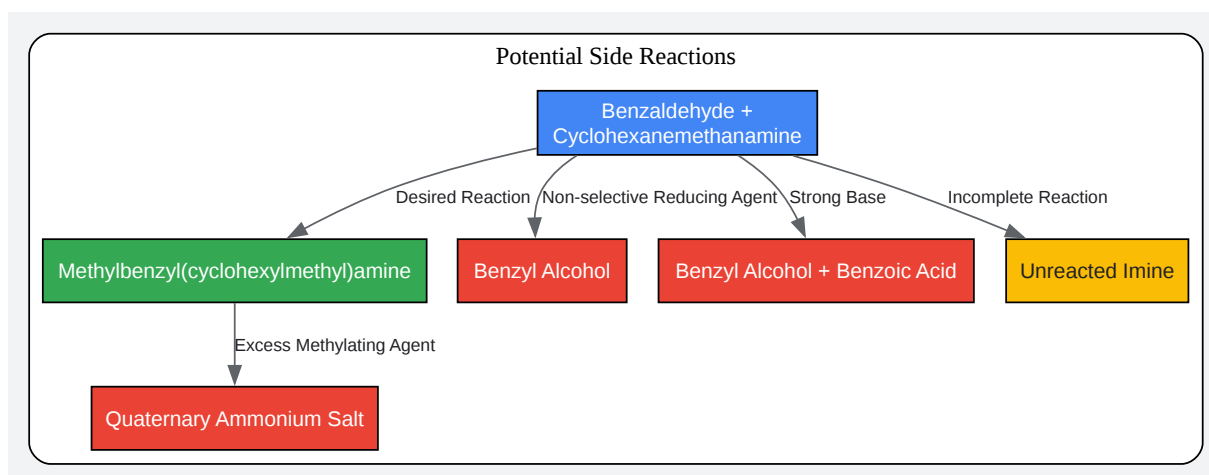 Potential Side Reactions
Benzaldehyde +
Cyclohexanemethanamine
Desired Reaction
Non-selective Reducing Agent
Strong Base
Incomplete Reaction
Methylbenzyl(cyclohexylmethyl)amine
Benzyl Alcohol
Benzyl Alcohol + Benzoic Acid
Unreacted Imine
Excess Methylating Agent
Quaternary Ammonium Salt